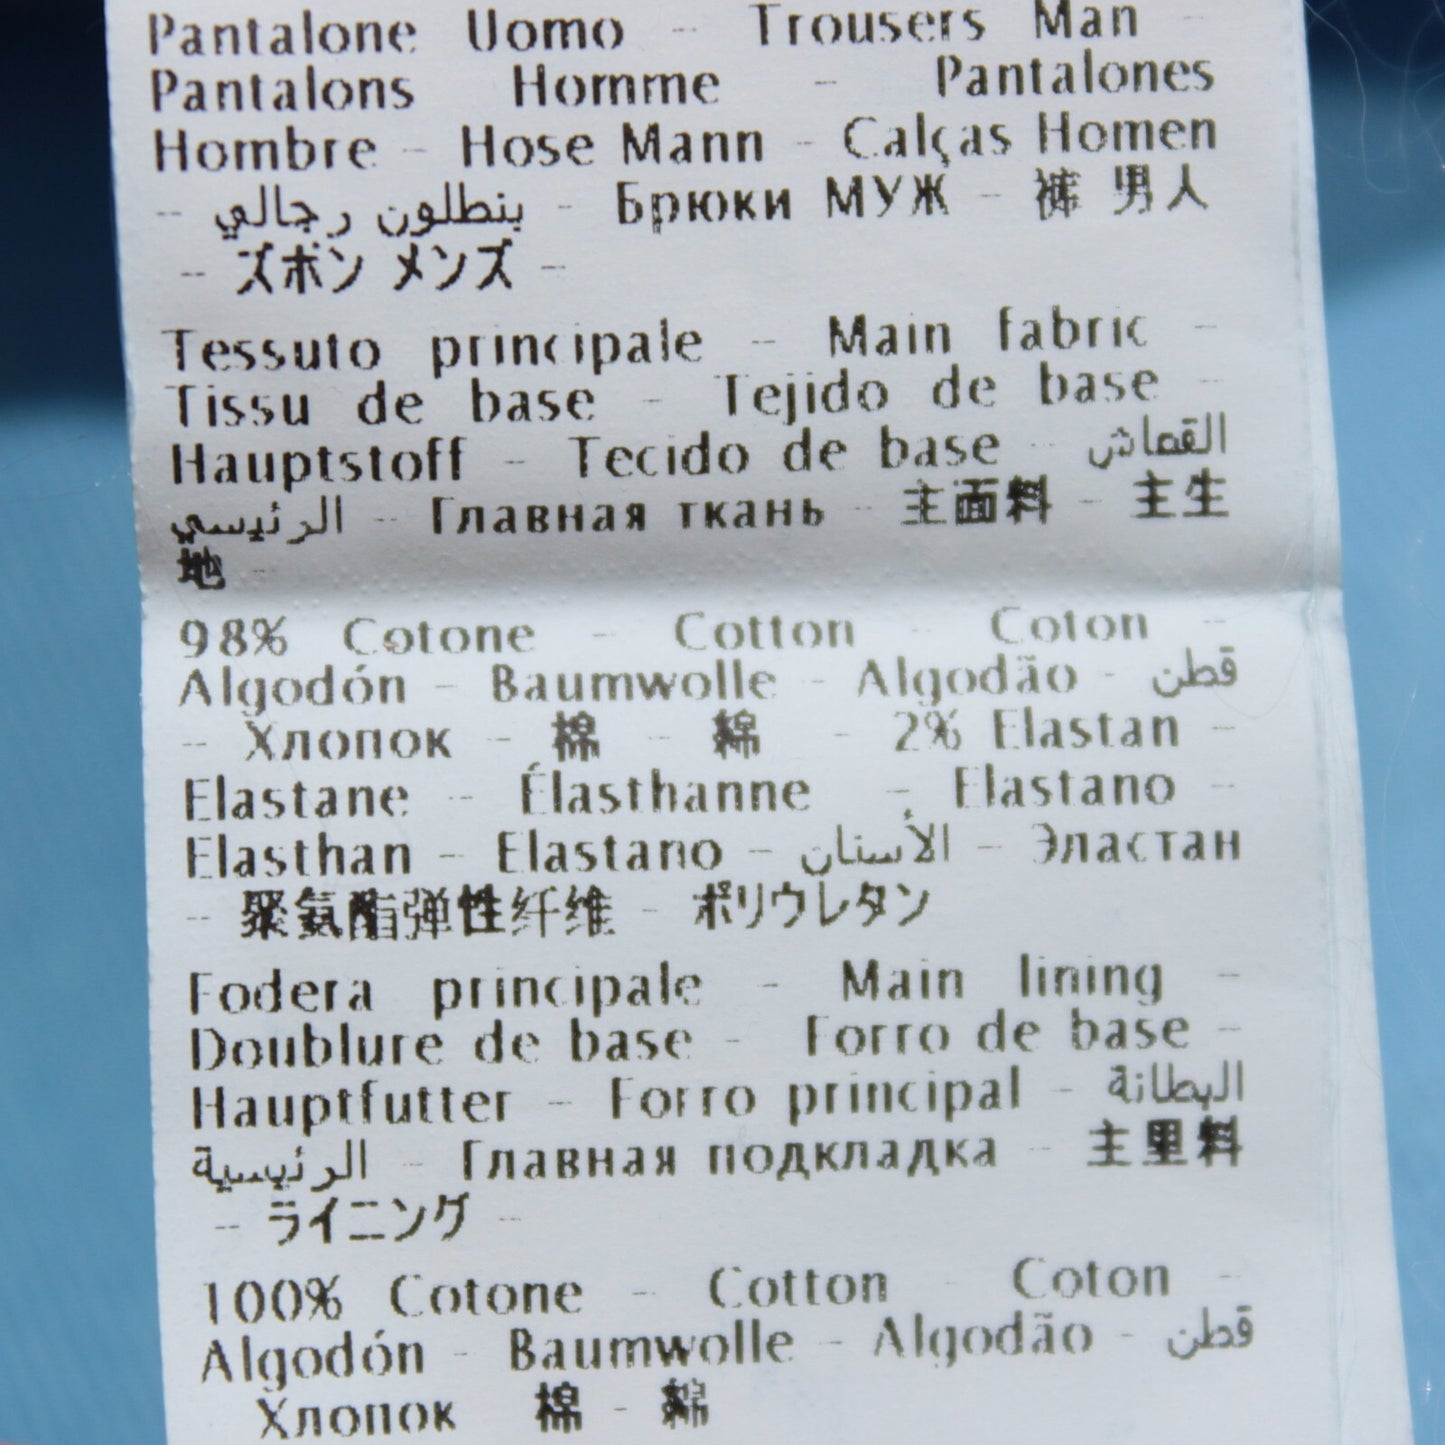 Pantalone Uomo - Trousers Man -
Pantalons Homme - Pantalones
Hombre - Hose Mann - Calças Homen
- بنطلون رجالي - Брюки МУЖ - 裤 男人
- ズボン メンズ -
Tessuto principale - Main fabric -
Tissu de base - Tejido de base -
Hauptstoff - Tecido de base - القماش
الرئيسي - Главная ткань - 主面料 - 主生
地
98% Cotone - Cotton - Coton -
Algodón - Baumwolle - Algodão - قطن
- Хлопок - 棉 - 綿 - 2% Elastan -
Elastane - Élasthanne - Elastano -
Elasthan - Elastano - الأسنان - Эластан
- 聚氨酯弹性纤维 - ポリウレタン
Fodera principale - Main lining -
Doublure de base - Forro de base -
Hauptfutter - Forro principal - البطانة
الرئيسية - Главная подкладка - 主里料
- ライニング -
100% Cotone - Cotton - Coton -
Algodón - Baumwolle - Algodão - قطن
Хлопок 棉 - 綿